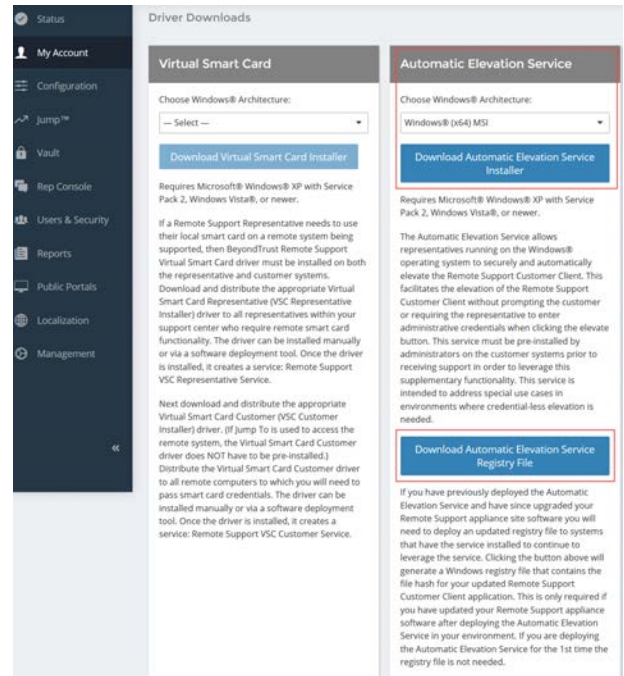 Status
My Account
Configuration
Jump™
Vault
Rep Console
Users & Security
Reports
Public Portals
Localization
Management
«
Driver Downloads
Virtual Smart Card
Choose Windows® Architecture:
— Select —
Download Virtual Smart Card Installer
Requires Microsoft® Windows® XP with Service
Pack 2, Windows Vista®, or newer.
If a Remote Support Representative needs to use
their local smart card on a remote system being
supported, then BeyondTrust Remote Support
Virtual Smart Card driver must be installed on both
the representative and customer systems.
Download and distribute the appropriate Virtual
Smart Card Representative (VSC Representative
Installer) driver to all representatives within your
support center who require remote smart card
functionality. The driver can be installed manually
or via a software deployment tool. Once the driver
is installed, it creates a service: Remote Support
VSC Representative Service.
Next download and distribute the appropriate
Virtual Smart Card Customer (VSC Customer
Installer) driver. (If Jump To is used to access the
remote system, the Virtual Smart Card Customer
driver does NOT have to be pre-installed.)
Distribute the Virtual Smart Card Customer driver
to all remote computers to which you will need to
pass smart card credentials. The driver can be
installed manually or via a software deployment
tool. Once the driver is installed, it creates a
service: Remote Support VSC Customer Service.
Automatic Elevation Service
Choose Windows® Architecture:
Windows® (x64) MSI
Download Automatic Elevation Service
Installer
Requires Microsoft® Windows® XP with Service
Pack 2, Windows Vista®, or newer.
The Automatic Elevation Service allows
representatives running on the Windows®
operating system to securely and automatically
elevate the Remote Support Customer Client. This
facilitates the elevation of the Remote Support
Customer Client without prompting the customer
or requiring the representative to enter
administrative credentials when clicking the elevate
button. This service must be pre-installed by
administrators on the customer systems prior to
receiving support in order to leverage this
supplementary functionality. This service is
intended to address special use cases in
environments where credential-less elevation is
needed.
Download Automatic Elevation Service
Registry File
If you have previously deployed the Automatic
Elevation Service and have since upgraded your
Remote Support appliance site software you will
need to deploy an updated registry file to systems
that have the service installed to continue to
leverage the service. Clicking the button above will
generate a Windows registry file that contains the
file hash for your updated Remote Support
Customer Client application. This is only required if
you have updated your Remote Support appliance
software after deploying the Automatic Elevation
Service in your environment. If you are deploying
the Automatic Elevation Service for the 1st time the
registry file is not needed.